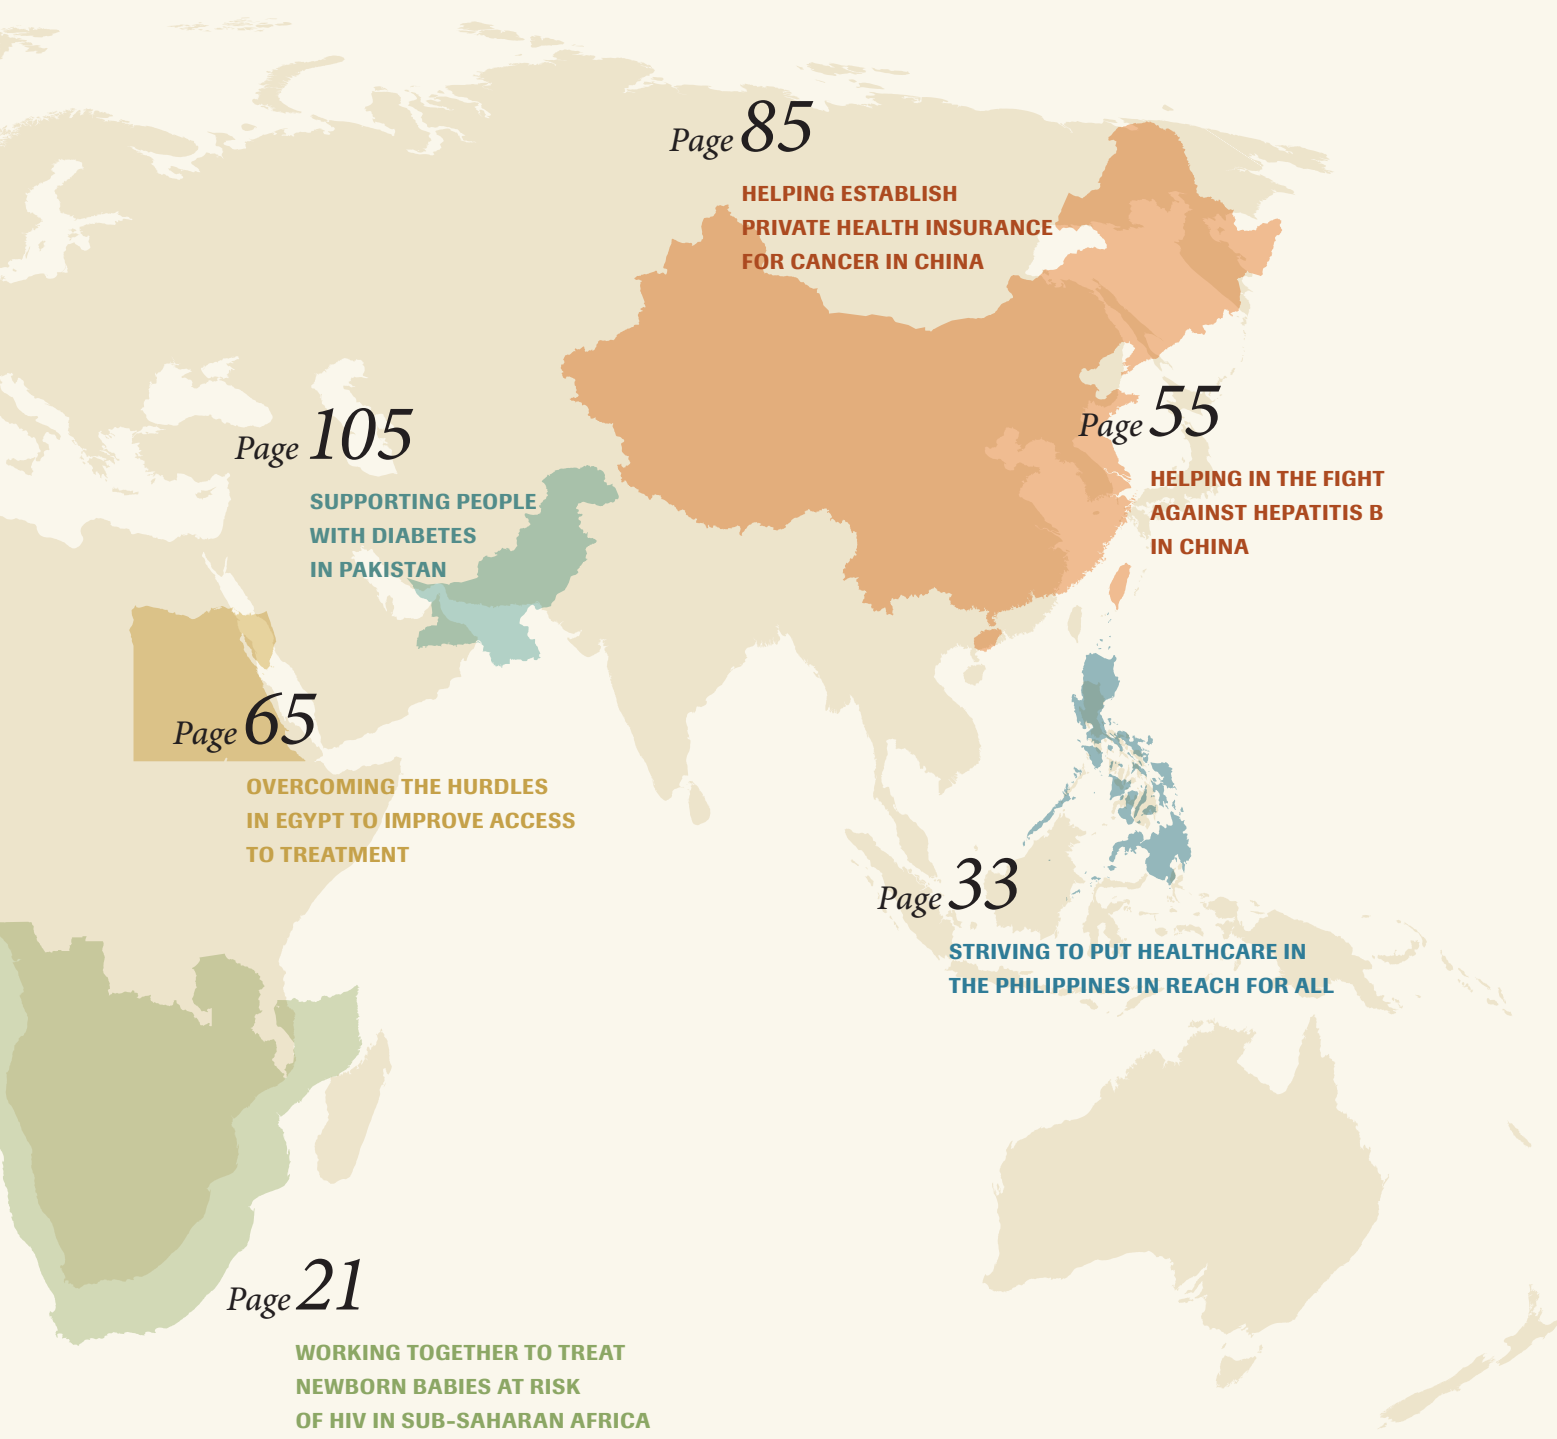 Page 85
HELPING ESTABLISH
PRIVATE HEALTH INSURANCE
FOR CANCER IN CHINA
Page 55
HELPING IN THE FIGHT
AGAINST HEPATITIS B
IN CHINA
Page 105
SUPPORTING PEOPLE
WITH DIABETES
IN PAKISTAN
Page 65
OVERCOMING THE HURDLES
IN EGYPT TO IMPROVE ACCESS
TO TREATMENT
Page 33
STRIVING TO PUT HEALTHCARE IN
THE PHILIPPINES IN REACH FOR ALL
Page 21
WORKING TOGETHER TO TREAT
NEWBORN BABIES AT RISK
OF HIV IN SUB-SAHARAN AFRICA